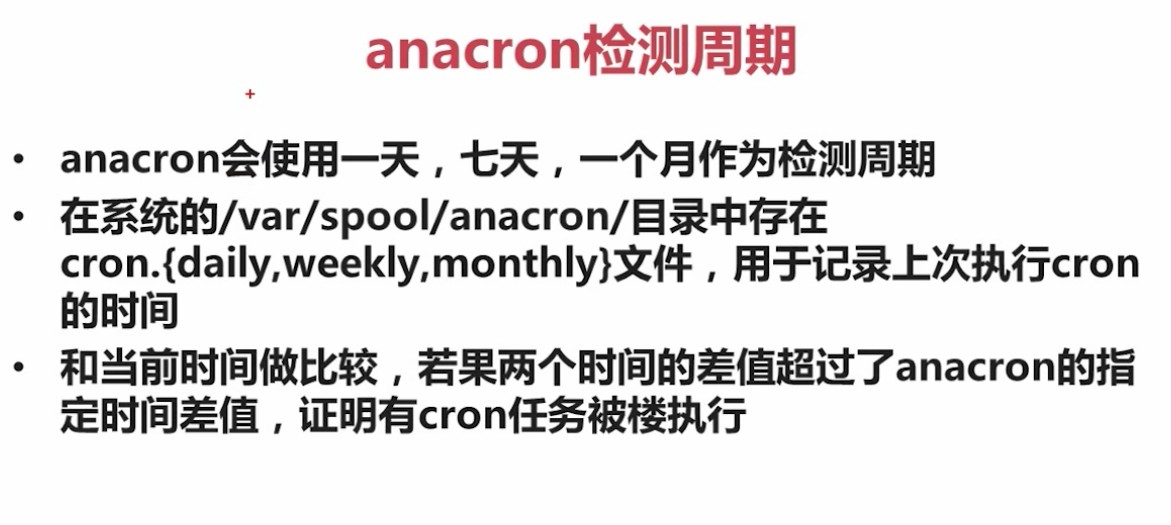 anacron检测周期
• anacron会使用一天，七天，一个月作为检测周期
• 在系统的/var/spool/anacron/目录中存在
cron.{daily,weekly,monthly}文件，用于记录上次执行cron
的时间
• 和当前时间做比较，若果两个时间的差值超过了anacron的指
定时间差值，证明有cron任务被楼执行